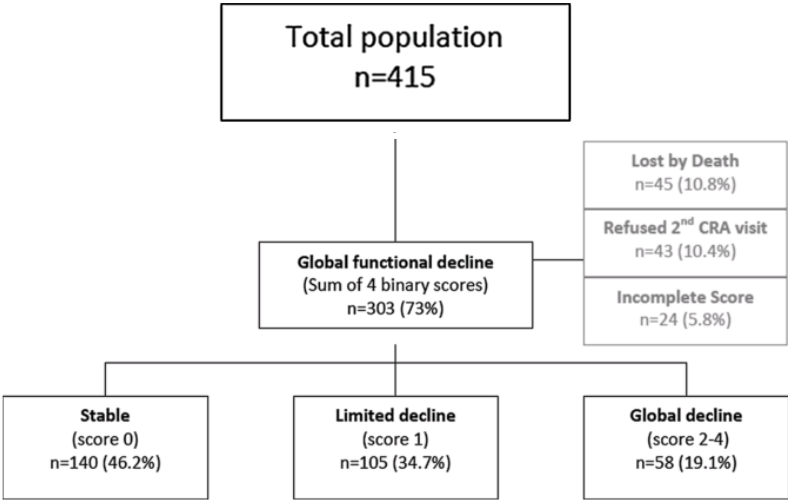 Total population
n=415
Lost by Death
n=45 (10.8%)
Refused 2nd CRA visit
n=43 (10.4%)
Incomplete Score
n=24 (5.8%)
Global functional decline
(Sum of 4 binary scores)
n=303 (73%)
Stable
(score 0)
n=140 (46.2%)
Limited decline
(score 1)
n=105 (34.7%)
Global decline
(score 2-4)
n=58 (19.1%)